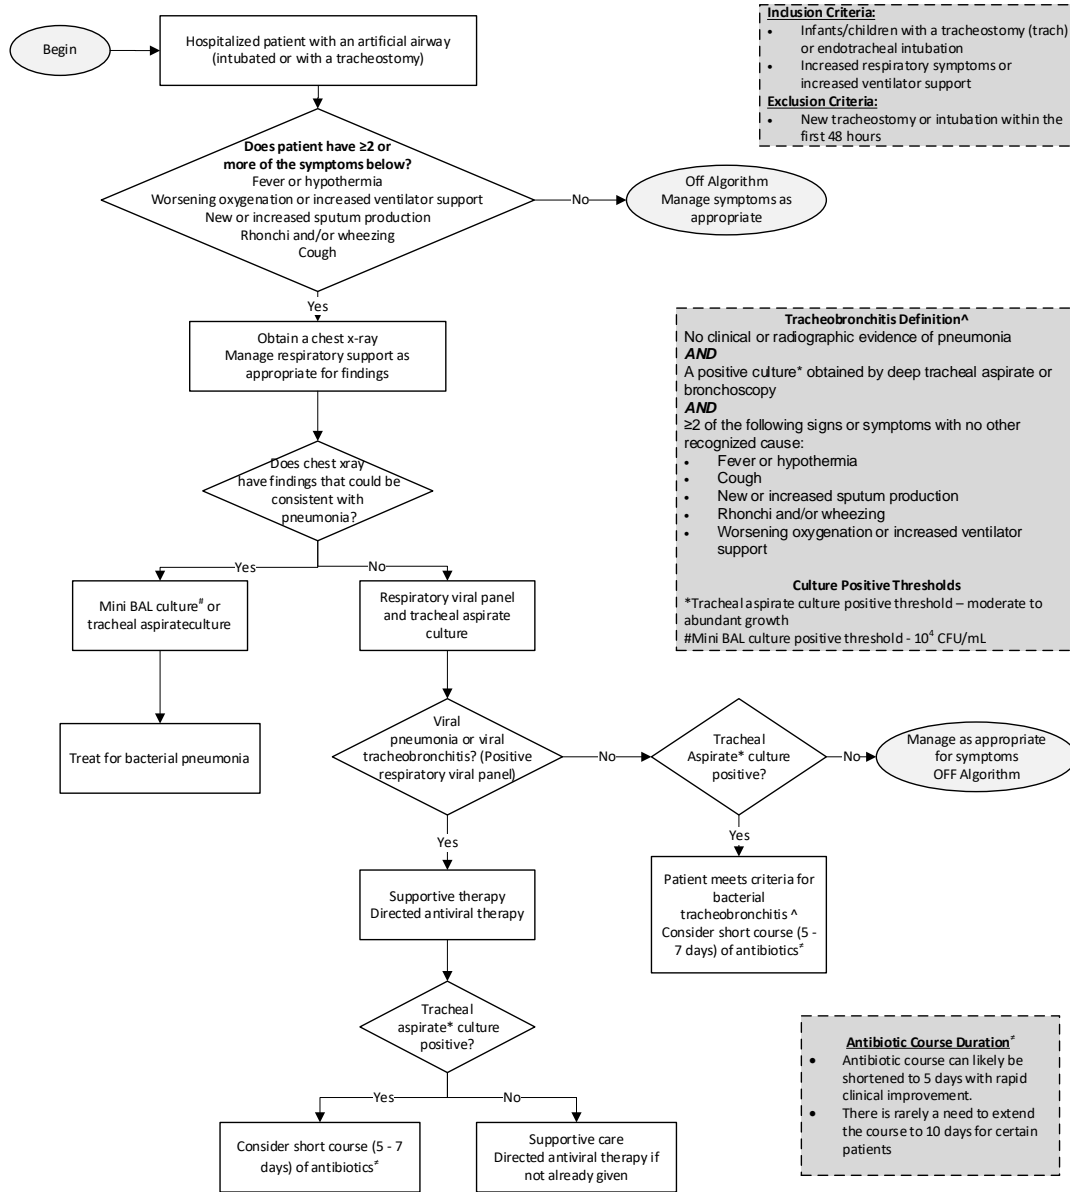 Begin
Hospitalized patient with an artificial airway
(intubated or with a tracheostomy)
Inclusion Criteria:
• Infants/children with a tracheostomy (trach)
or endotracheal intubation
• Increased respiratory symptoms or
increased ventilator support
Exclusion Criteria:
• New tracheostomy or intubation within the
first 48 hours
Does patient have ≥2 or
more of the symptoms below?
Fever or hypothermia
Worsening oxygenation or increased ventilator support
New or increased sputum production
Rhonchi and/or wheezing
Cough
No
Off Algorithm
Manage symptoms as
appropriate
Yes
Obtain a chest x-ray
Manage respiratory support as
appropriate for findings
Tracheobronchitis Definition^
No clinical or radiographic evidence of pneumonia
AND
A positive culture* obtained by deep tracheal aspirate or
bronchoscopy
AND
≥2 of the following signs or symptoms with no other
recognized cause:
• Fever or hypothermia
• Cough
• New or increased sputum production
• Rhonchi and/or wheezing
• Worsening oxygenation or increased ventilator
support
Culture Positive Thresholds
*Tracheal aspirate culture positive threshold – moderate to
abundant growth
#Mini BAL culture positive threshold - 10⁴ CFU/mL
Does chest xray
have findings that could be
consistent with
pneumonia?
Yes
No
Mini BAL culture# or
tracheal aspirateculture
Respiratory viral panel
and tracheal aspirate
culture
Treat for bacterial pneumonia
Viral
pneumonia or viral
tracheobronchitis? (Positive
respiratory viral panel)
No
Tracheal
Aspirate* culture
positive?
No
Manage as appropriate
for symptoms
OFF Algorithm
Yes
Yes
Supportive therapy
Directed antiviral therapy
Patient meets criteria for
bacterial
tracheobronchitis ^
Consider short course (5 -
7 days) of antibiotics≠
Tracheal
aspirate* culture
positive?
Yes
No
Consider short course (5 - 7
days) of antibiotics≠
Supportive care
Directed antiviral therapy if
not already given
Antibiotic Course Duration≠
• Antibiotic course can likely be
shortened to 5 days with rapid
clinical improvement.
• There is rarely a need to extend
the course to 10 days for certain
patients